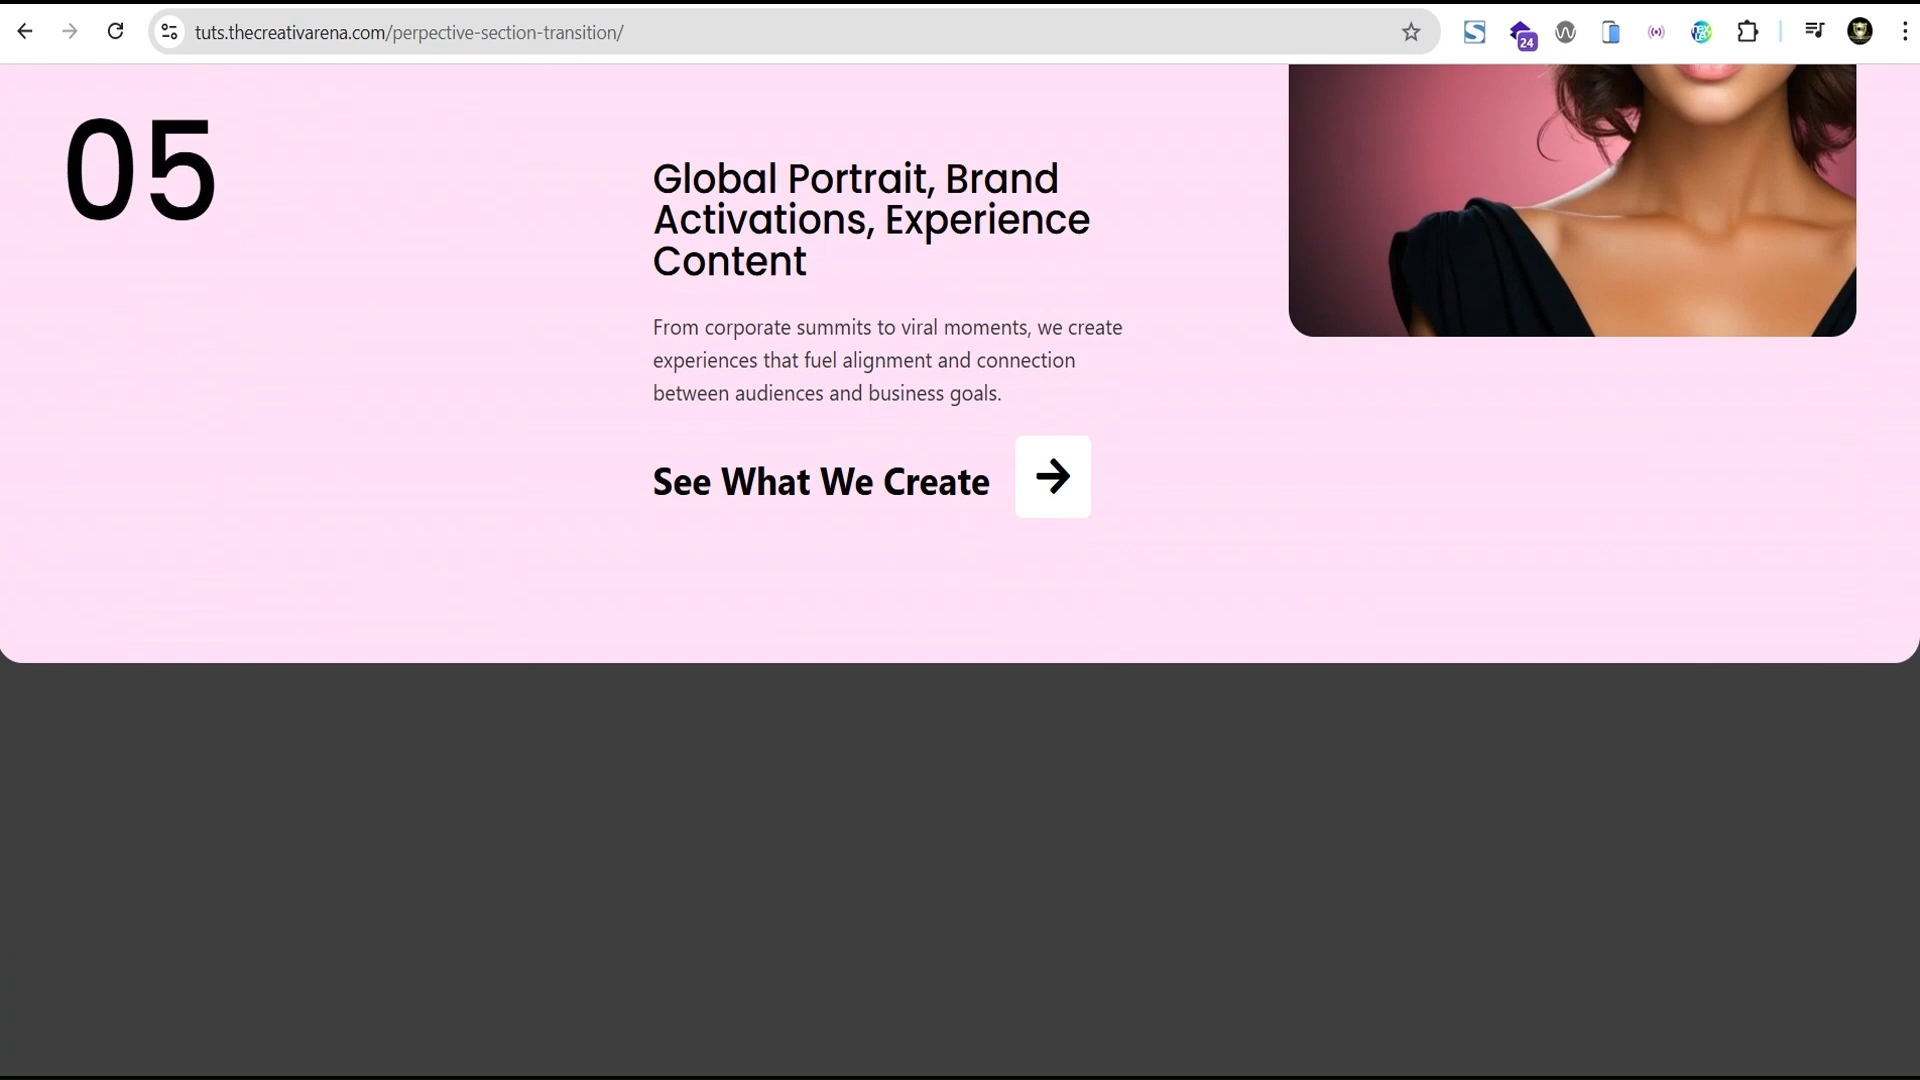 tuts.thecreativarena.com/perpective-section-transition/
24
05
Global Portrait, Brand
Activations, Experience
Content
From corporate summits to viral moments, we create
experiences that fuel alignment and connection
between audiences and business goals.
See What We Create